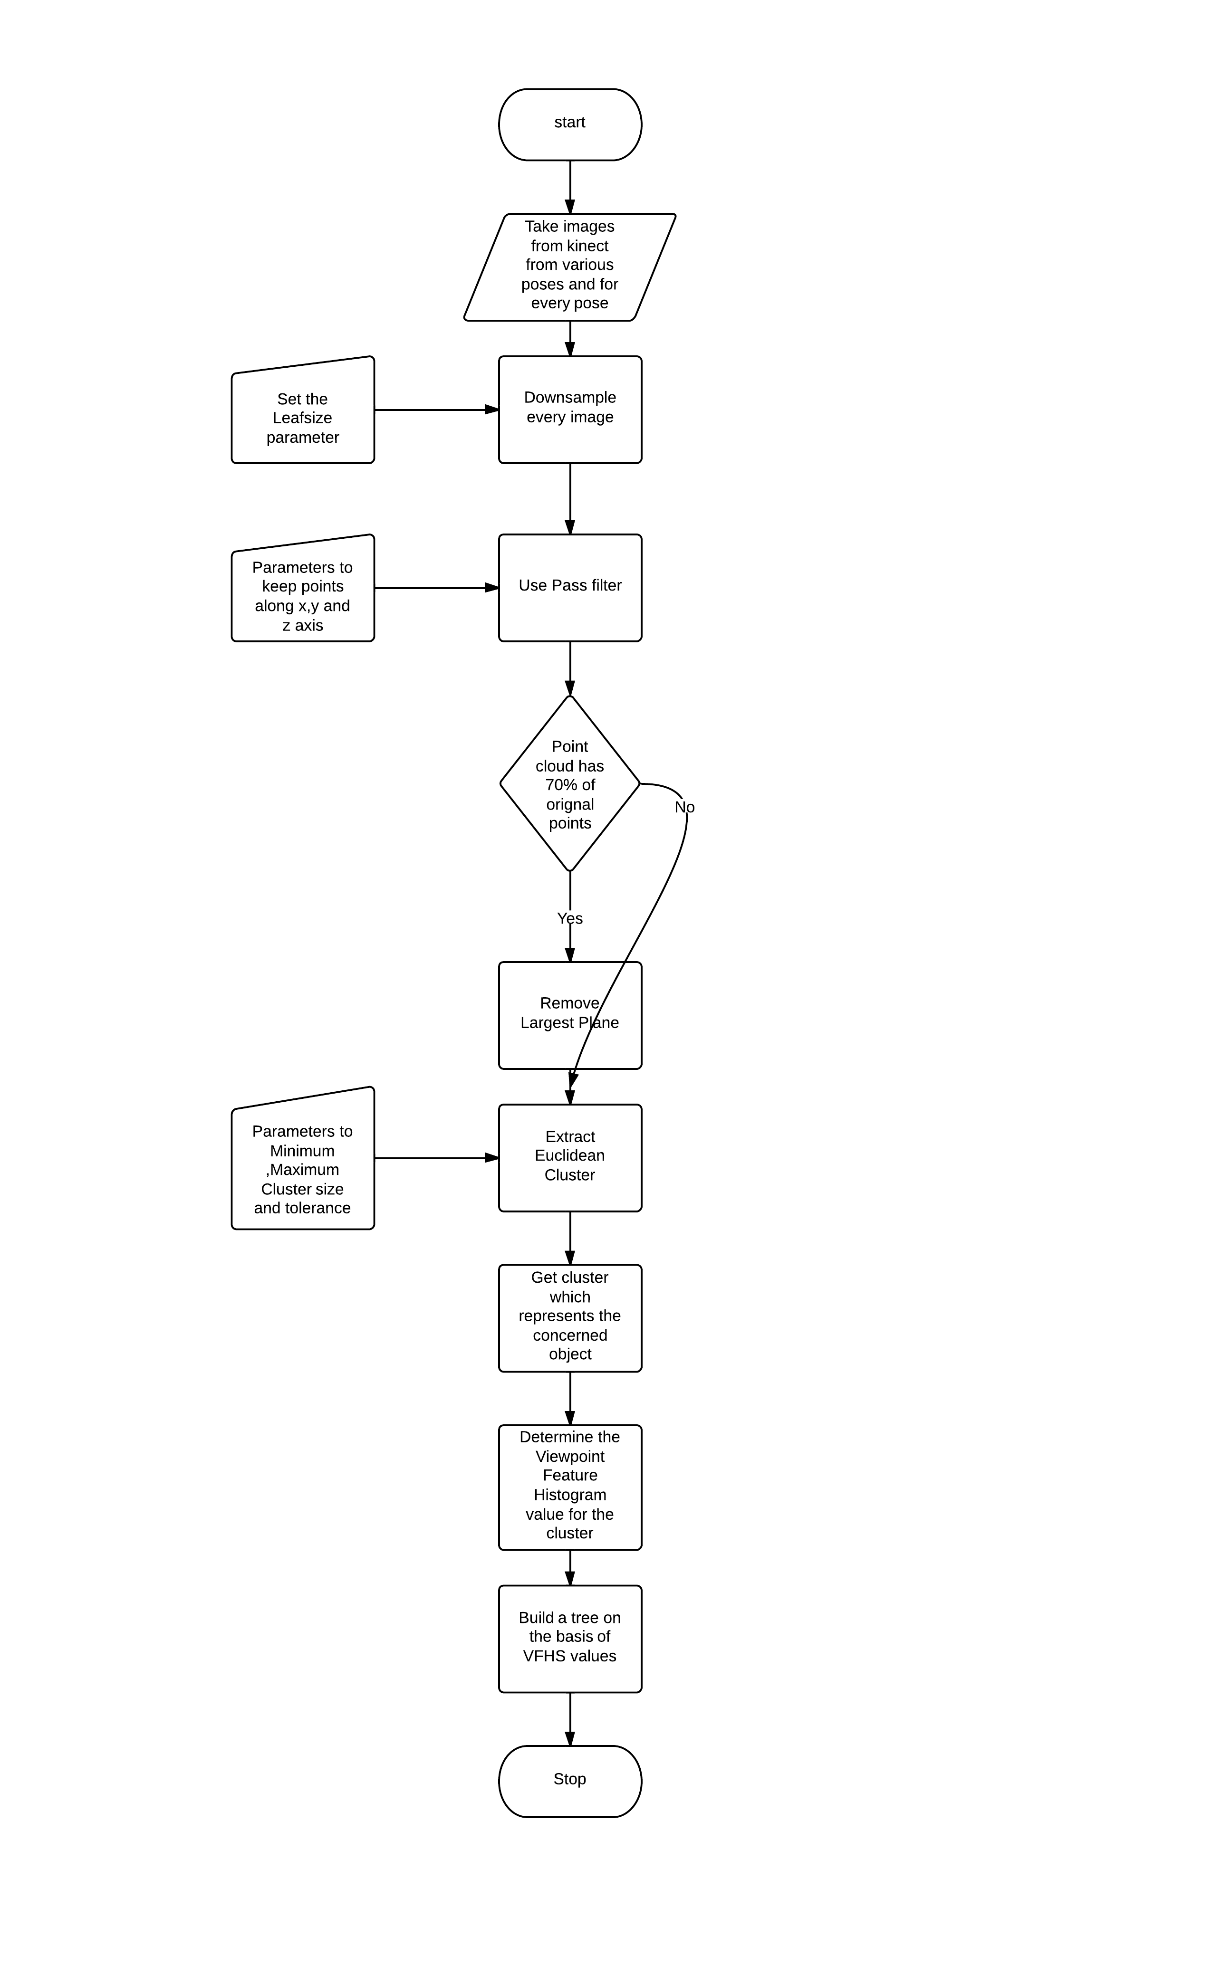 start
Take images
from kinect
from various
poses and for
every pose
Set the
Leafsize
parameter
Downsample
every image
Parameters to
keep points
along x,y and
z axis
Use Pass filter
Point
cloud has
70% of
orignal
points
No
Yes
Remove
Largest Plane
Parameters to
Minimum
,Maximum
Cluster size
and tolerance
Extract
Euclidean
Cluster
Get cluster
which
represents the
concerned
object
Determine the
Viewpoint
Feature
Histogram
value for the
cluster
Build a tree on
the basis of
VFHS values
Stop